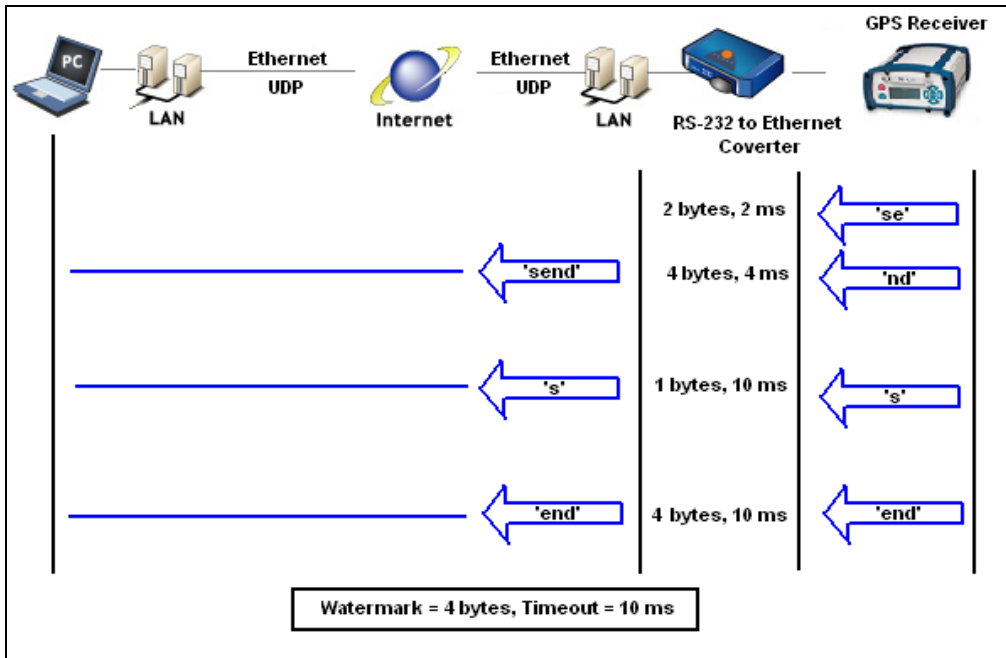 GPS Receiver
PC
Ethernet
UDP
Ethernet
UDP
LAN
Internet
LAN
RS-232 to Ethernet
Coverter
2 bytes, 2 ms
'se'
'send'
4 bytes, 4 ms
'nd'
's'
1 bytes, 10 ms
's'
'end'
4 bytes, 10 ms
'end'
Watermark = 4 bytes, Timeout = 10 ms